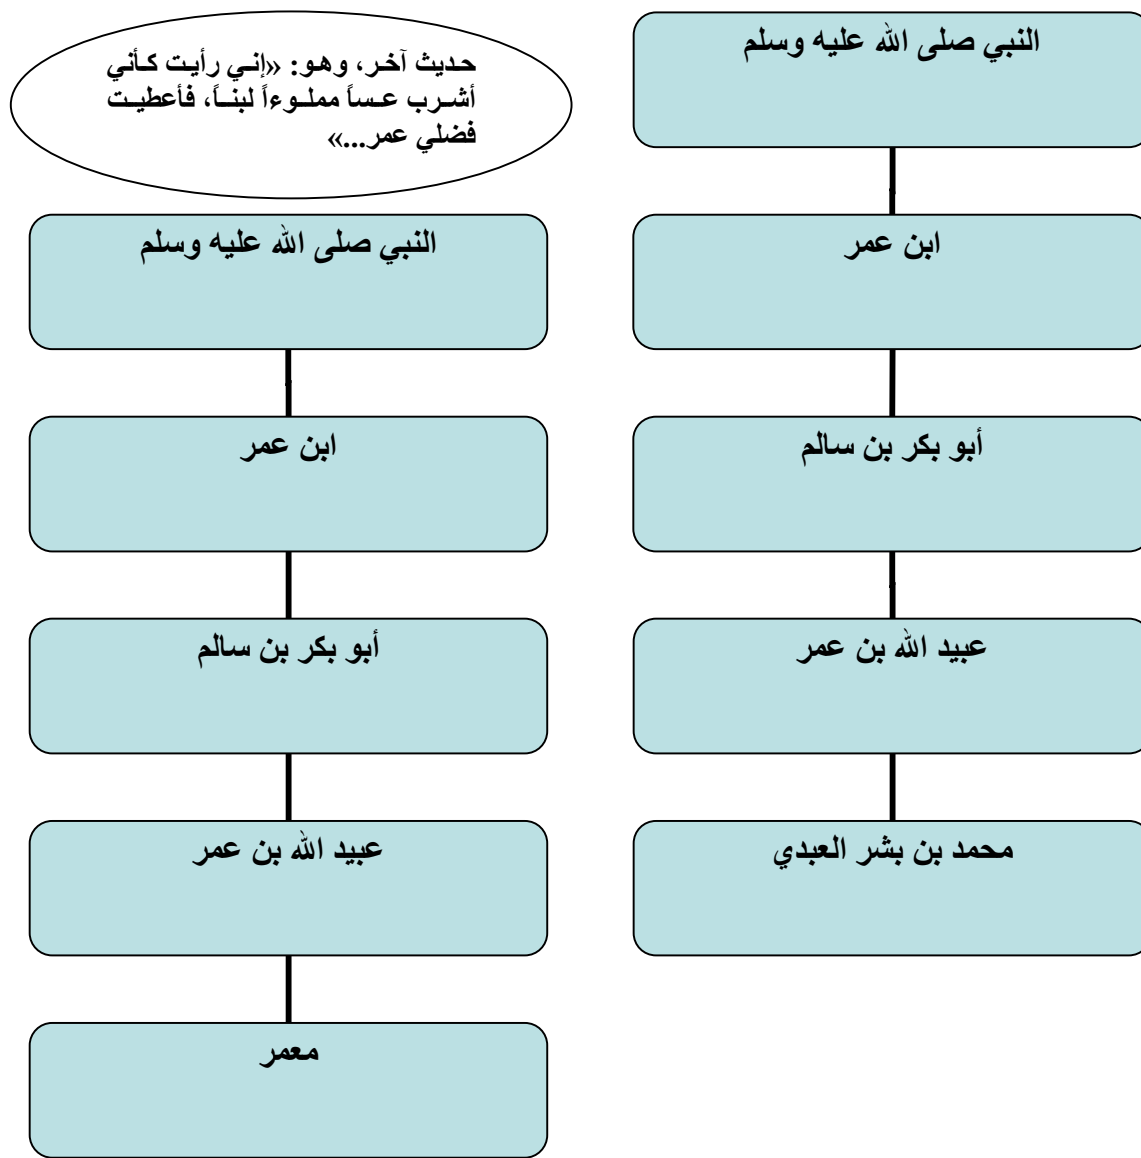 النبي صلى الله عليه وسلم
ابن عمر
أبو بكر بن سالم
عبيد الله بن عمر
محمد بن بشر العبدي
حديث آخر، وهو: «إني رأيت كأني
أشرب عساً مملوءاً لبناً، فأعطيت
فضلي عمر...»
النبي صلى الله عليه وسلم
ابن عمر
أبو بكر بن سالم
عبيد الله بن عمر
معمر